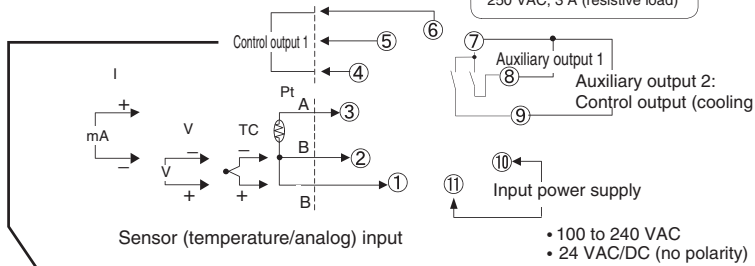 250 VAC, 3 A (resistive load)
Control output 1
⑥
⑤
④
⑦
Auxiliary output 1
⑧
Auxiliary output 2:
Control output (cooling
⑨
I
+
mA
−
V
−
V
+
TC
−
+
Pt
A
③
B
②
①
B
⑩
⑪
Input power supply
Sensor (temperature/analog) input
• 100 to 240 VAC
• 24 VAC/DC (no polarity)